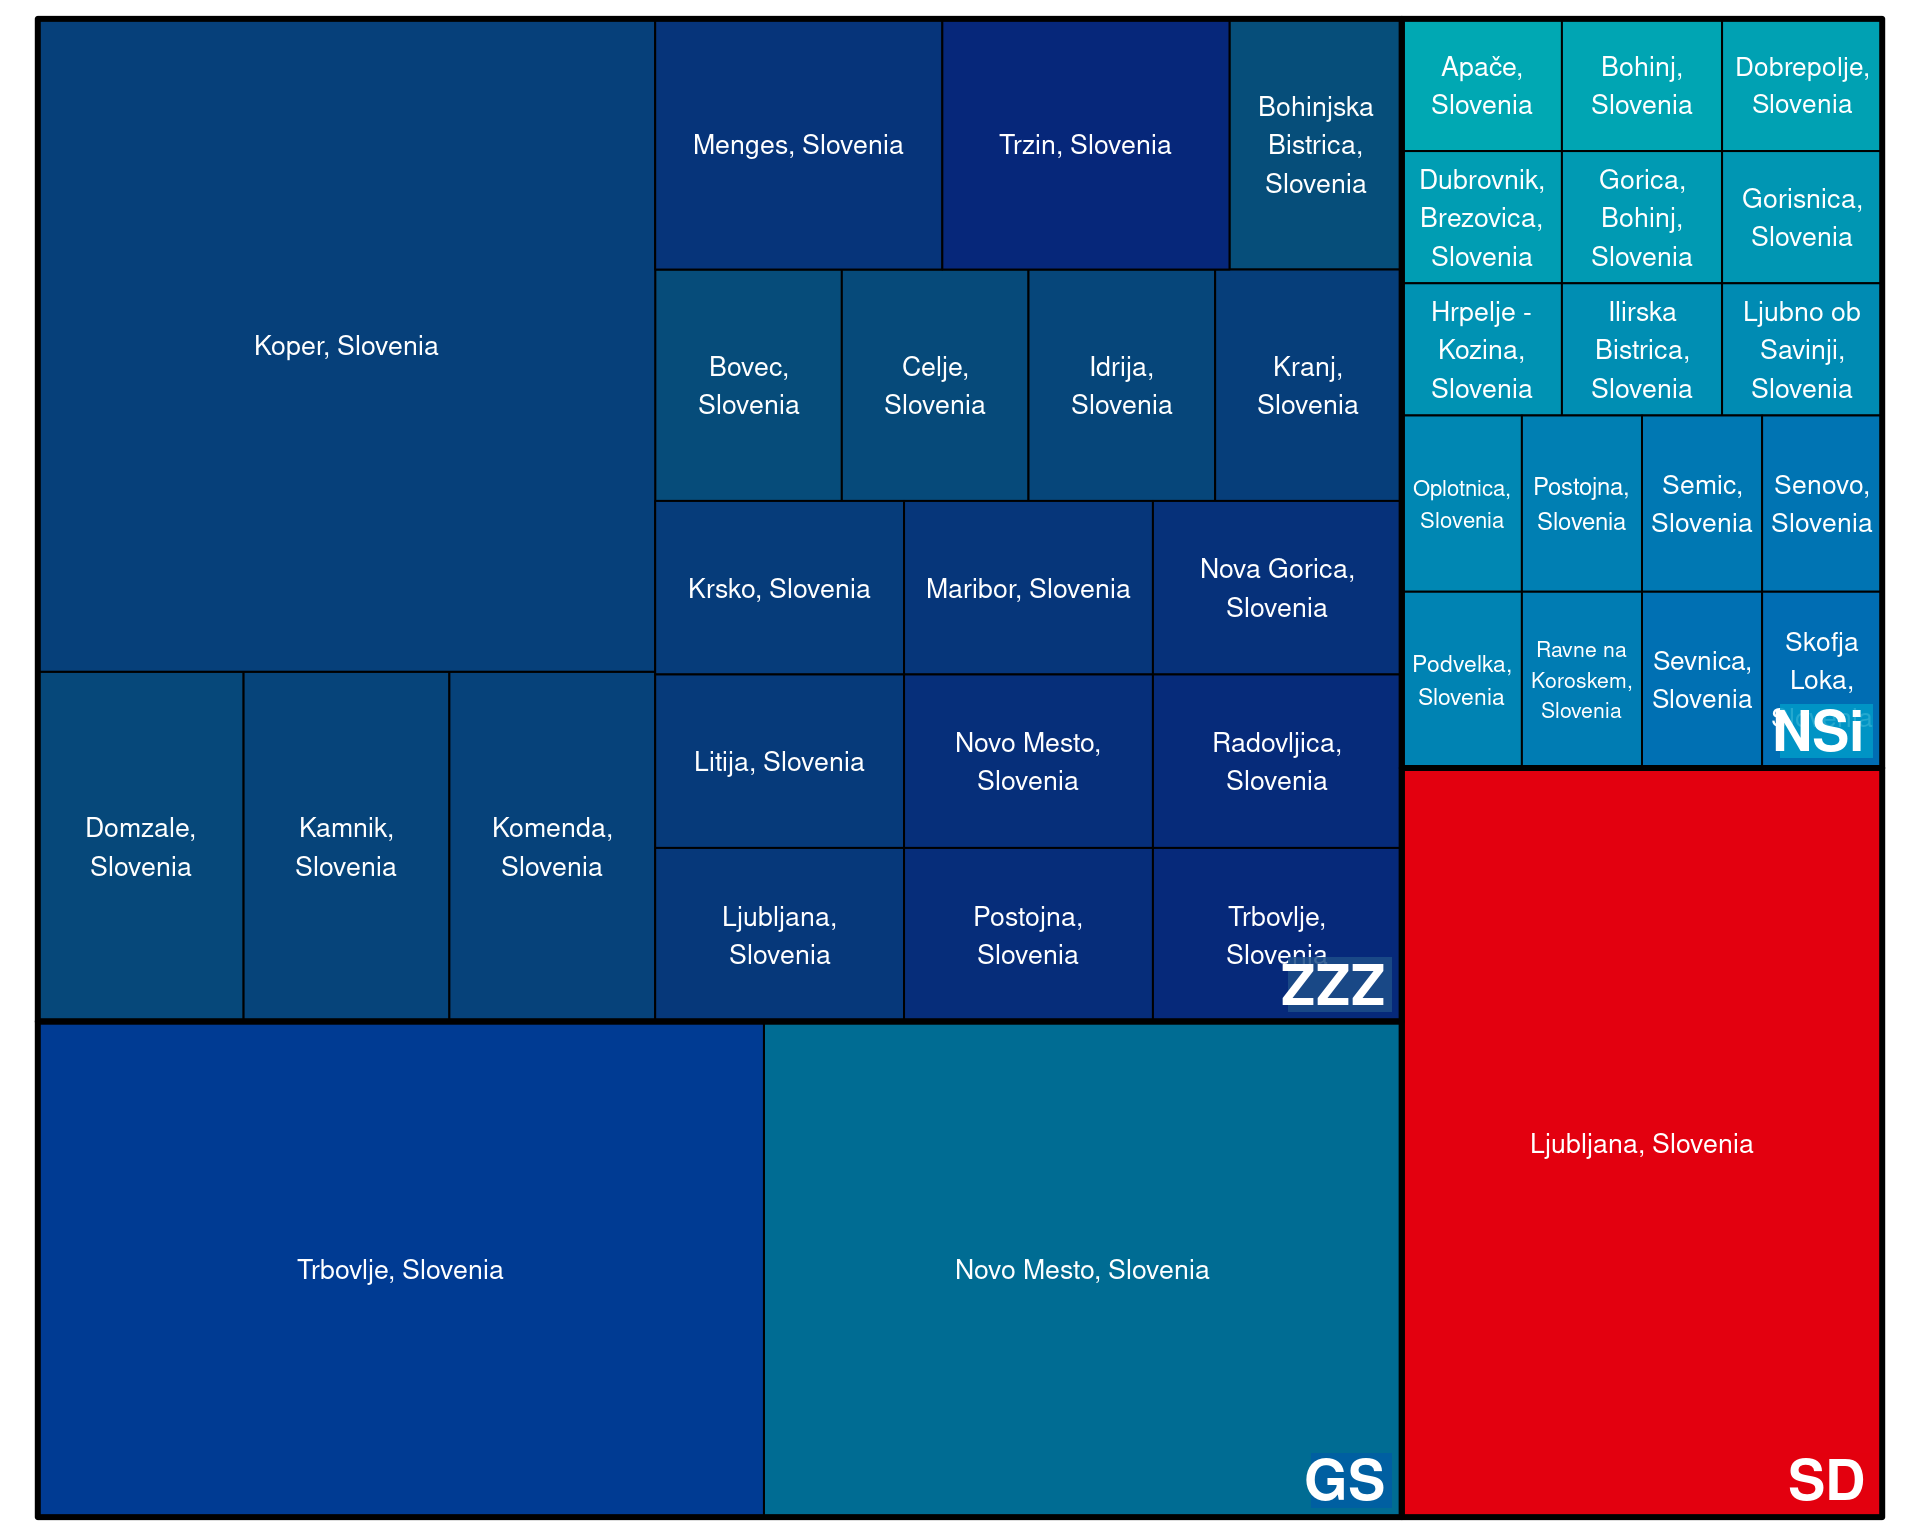 Koper, Slovenia
Menges, Slovenia
Trzin, Slovenia
Bohinjska
Bistrica,
Slovenia
Bovec,
Slovenia
Celje,
Slovenia
Idrija,
Slovenia
Kranj,
Slovenia
Krsko, Slovenia
Maribor, Slovenia
Nova Gorica,
Slovenia
Litija, Slovenia
Novo Mesto,
Slovenia
Radovljica,
Slovenia
Domzale,
Slovenia
Kamnik,
Slovenia
Komenda,
Slovenia
Ljubljana,
Slovenia
Postojna,
Slovenia
Trbovlje,
Slovenia
ZZZ
Trbovlje, Slovenia
Novo Mesto, Slovenia
GS
Apače,
Slovenia
Bohinj,
Slovenia
Dobrepolje,
Slovenia
Dubrovnik,
Brezovica,
Slovenia
Gorica,
Bohinj,
Slovenia
Gorisnica,
Slovenia
Hrpelje -
Kozina,
Slovenia
Ilirska
Bistrica,
Slovenia
Ljubno ob
Savinji,
Slovenia
Oplotnica,
Slovenia
Postojna,
Slovenia
Semic,
Slovenia
Senovo,
Slovenia
Podvelka,
Slovenia
Ravne na
Koroskem,
Slovenia
Sevnica,
Slovenia
Skofja
Loka,
NSi
Ljubljana, Slovenia
SD